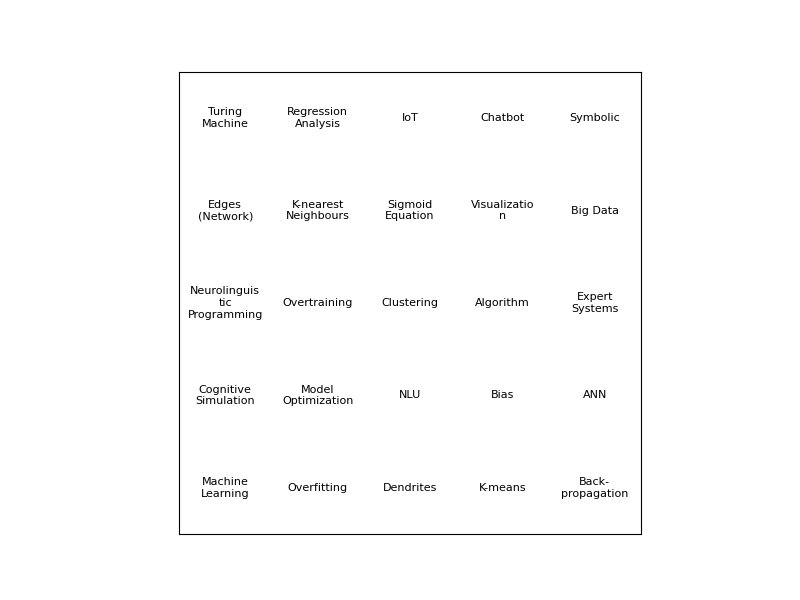 Turing
Machine
Regression
Analysis
IoT
Chatbot
Symbolic
Edges
(Network)
K-nearest
Neighbours
Sigmoid
Equation
Visualizatio
n
Big Data
Neurolinguis
tic
Programming
Overtraining
Clustering
Algorithm
Expert
Systems
Cognitive
Simulation
Model
Optimization
NLU
Bias
ANN
Machine
Learning
Overfitting
Dendrites
K-means
Back-
propagation